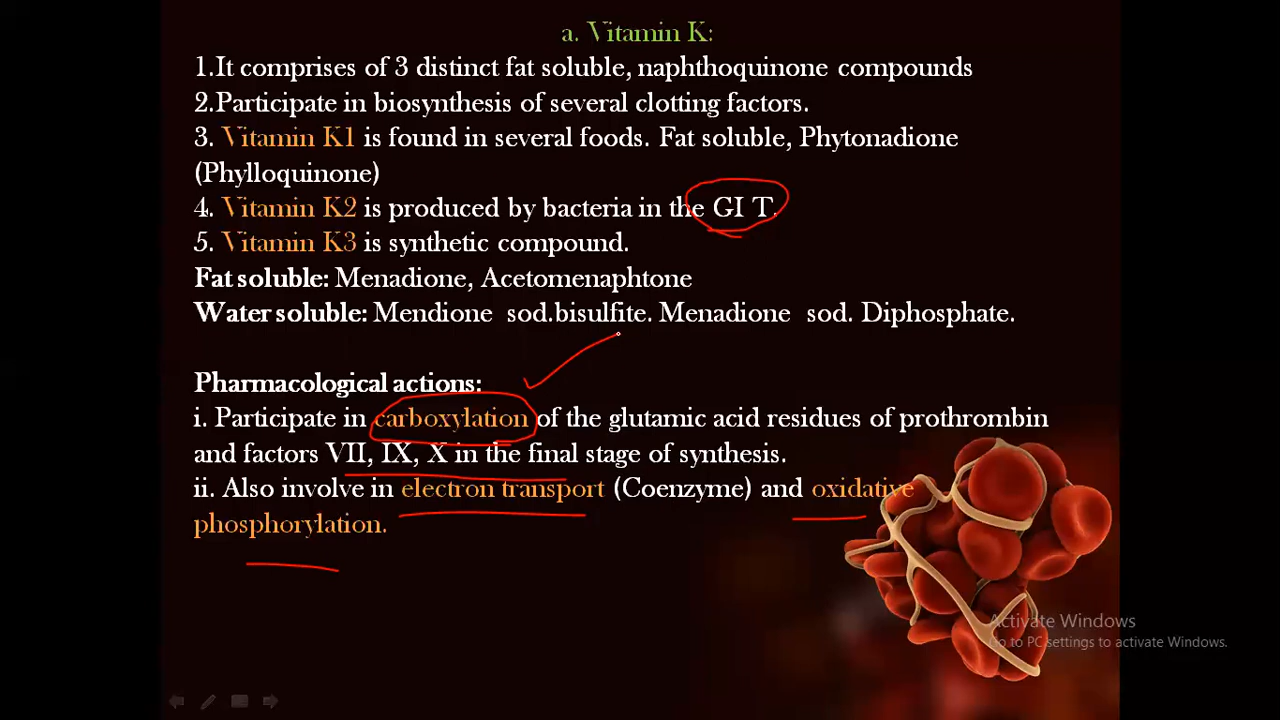 a. Vitamin K:
1.It comprises of 3 distinct fat soluble, naphthoquinone compounds
2.Participate in biosynthesis of several clotting factors.
3. Vitamin K1 is found in several foods. Fat soluble, Phytonadione
(Phylloquinone)
4. Vitamin K2 is produced by bacteria in the GI T.
5. Vitamin K3 is synthetic compound.
Fat soluble: Menadione, Acetomenaphtone
Water soluble: Mendione sod.bisulfite. Menadione sod. Diphosphate.
Pharmacological actions:
i. Participate in carboxylation of the glutamic acid residues of prothrombin
and factors VII, IX, X in the final stage of synthesis.
ii. Also involve in electron transport (Coenzyme) and oxidative
phosphorylation.
Activate Windows
Go to PC settings to activate Windows.